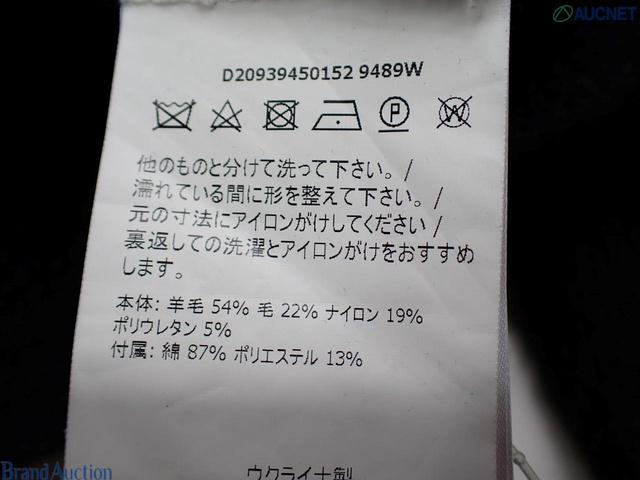 AUCNET
D20939450152 9489W
P W
他のものと分けて洗って下さい。/
濡れている間に形を整えて下さい。/
元の寸法にアイロンがけしてください /
裏返しての洗濯とアイロンがけをおすすめ
します。
本体: 羊毛 54% 毛 22% ナイロン 19%
ポリウレタン 5%
付属: 綿 87% ポリエステル 13%
ウクライナ製
Brand Auction